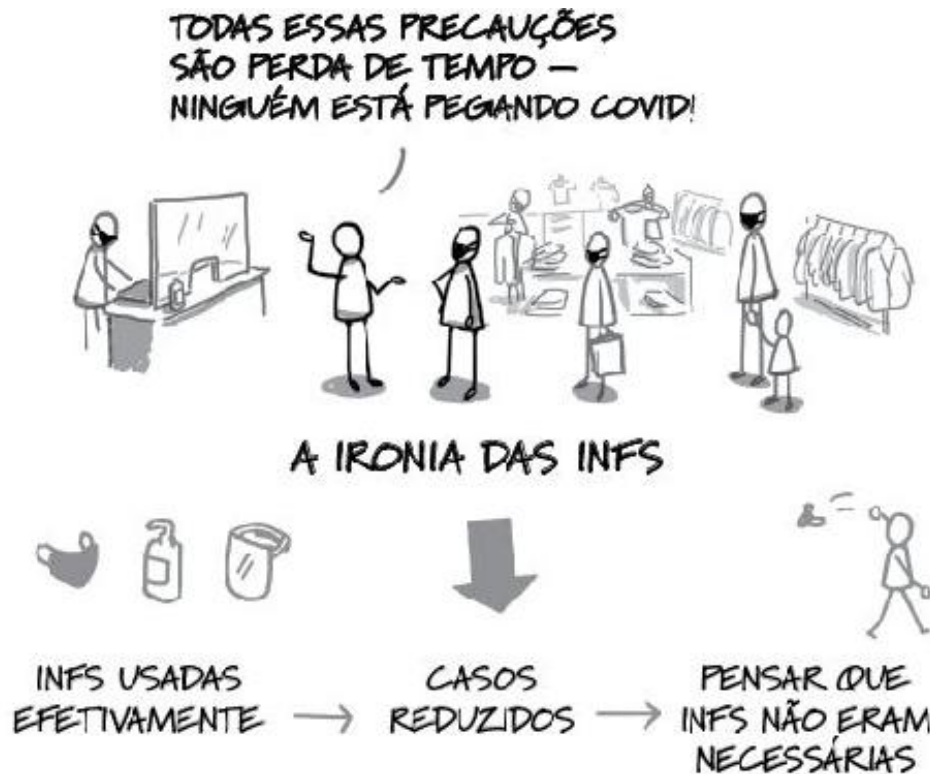 TODAS ESSAS PRECAUÇÕES
SÃO PERDA DE TEMPO —
NINGUÉM ESTÁ PEGANDO COVID!
A IRONIA DAS INFS
INFS USADAS
EFETIVAMENTE
CASOS
REDUZIDOS
PENSAR QUE
INFS NÃO ERAM
NECESSÁRIAS